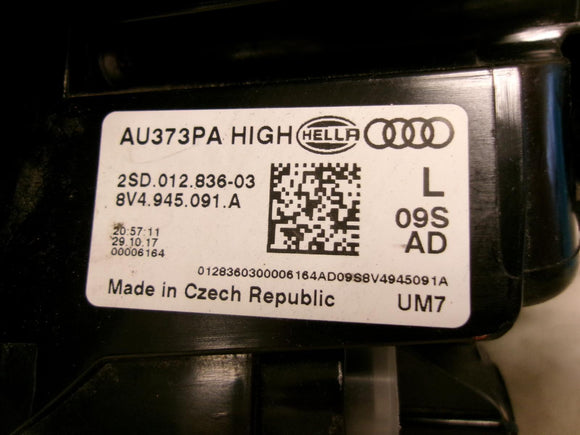 AU373PA HIGH HELLA
2SD.012.836-03
8V4.945.091.A
L
09S
AD
20:57:11
29.10.17
00006164
0128360300006164AD09S8V4945091A
Made in Czech Republic
UM7